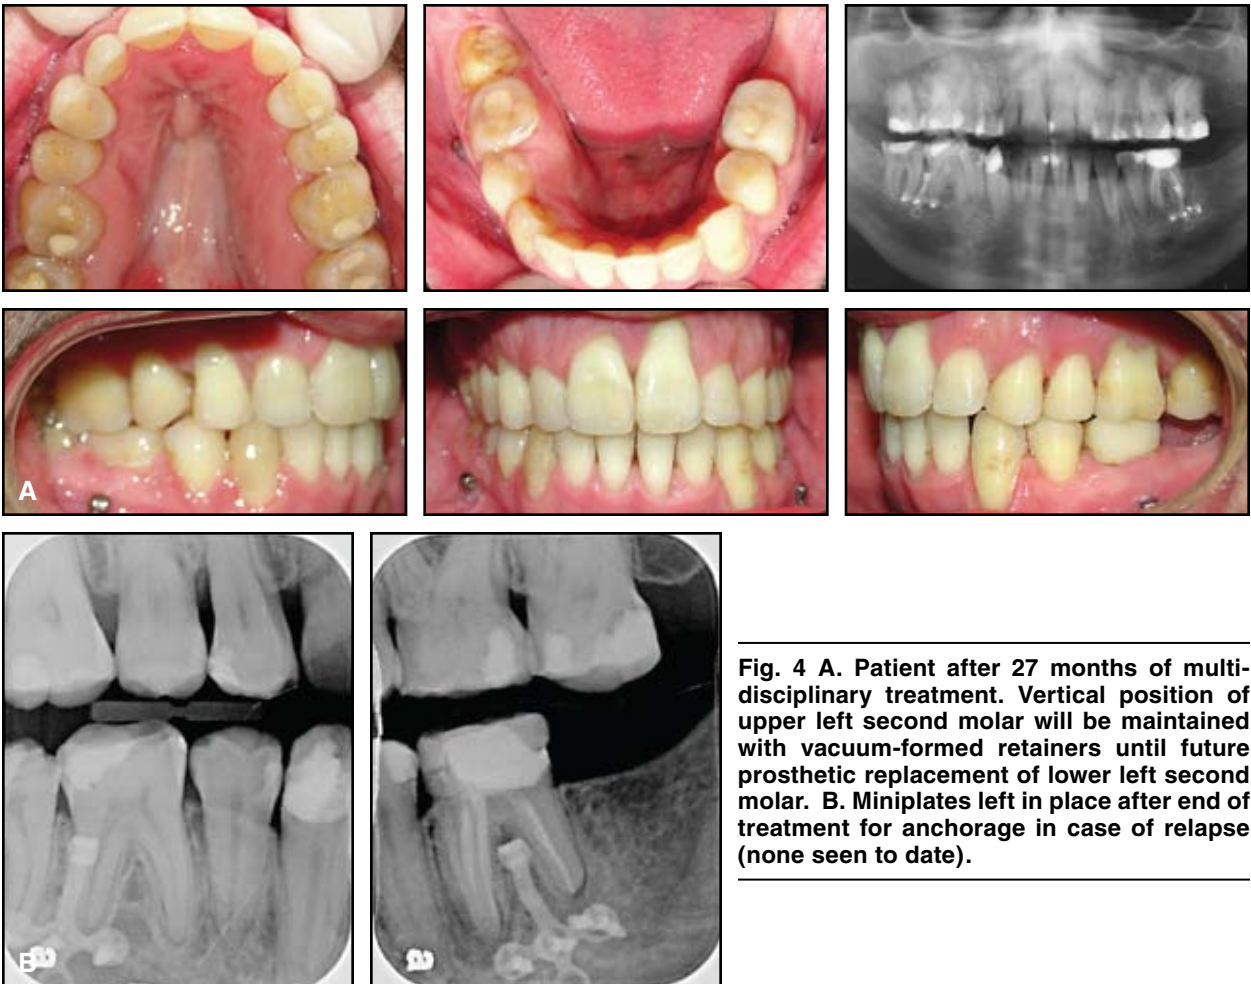 A
B
Fig. 4 A. Patient after 27 months of multi-
disciplinary treatment. Vertical position of
upper left second molar will be maintained
with vacuum-formed retainers until future
prosthetic replacement of lower left second
molar. B. Miniplates left in place after end of
treatment for anchorage in case of relapse
(none seen to date).